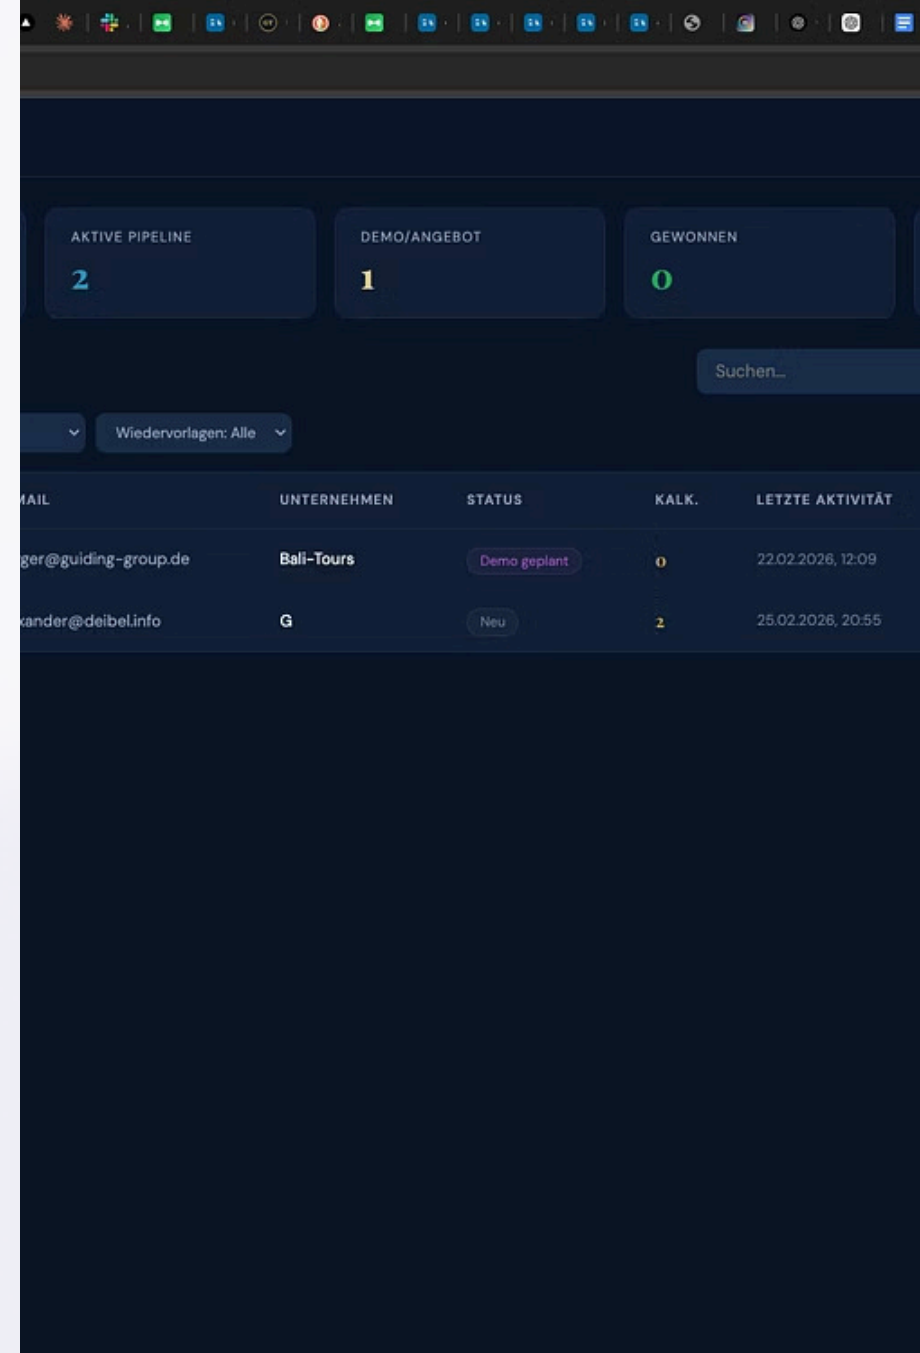 AKTIVE PIPELINE
2
DEMO/ANGEBOT
1
GEWONNEN
0
Suchen...
Wiedervorlagen: Alle
MAIL UNTERNEHMEN STATUS KALK. LETZTE AKTIVITÄT
ger@guiding-group.de Bali-Tours Demo geplant 0 22.02.2026, 12:09
xander@deibel.info G Neu 2 25.02.2026, 20:55